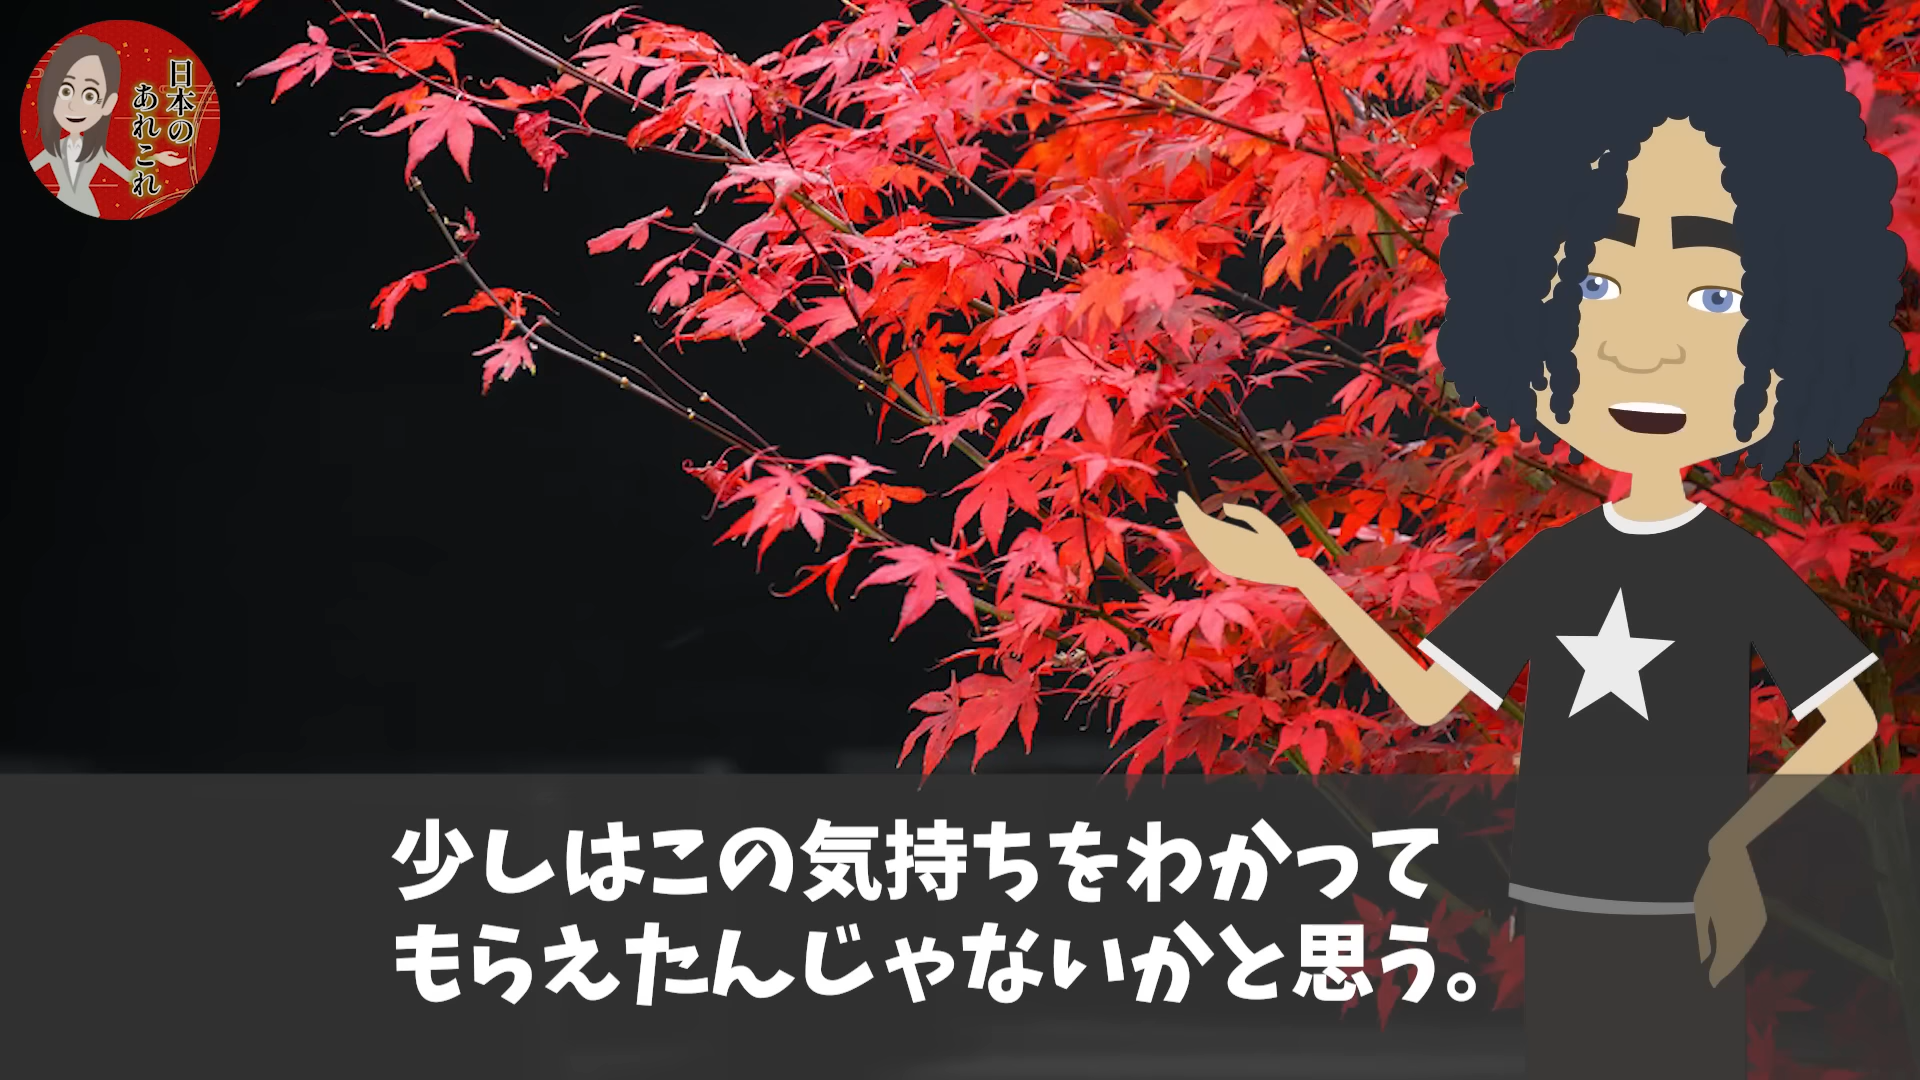 日本の
あれこれ
少しはこの気持ちをわかって
もらえたんじゃないかと思う。